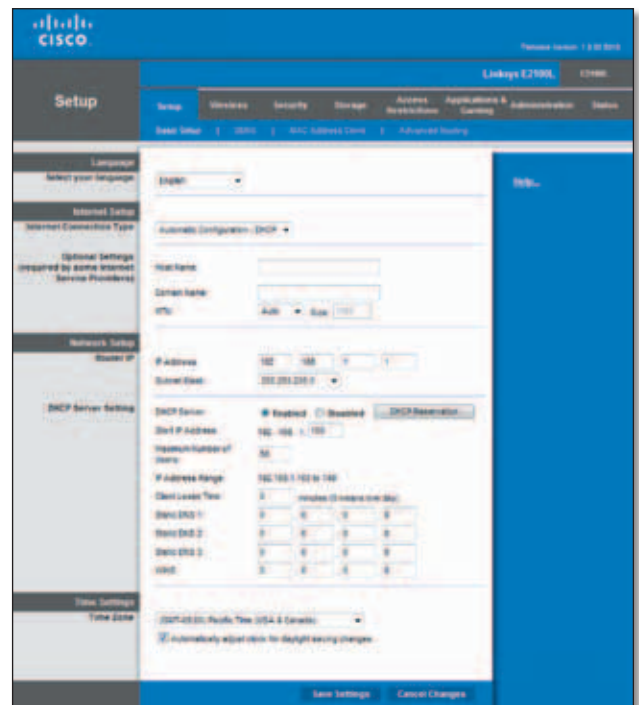 CISCO
Linksys E2100L
E2100L
Setup
Setup
Wireless
Security
Storage
Access Restrictions
Applications & Gaming
Administration
Status
Basic Setup | DDNS | MAC Address Clone | Advanced Routing
Language
Select your language
English
Help...
Internet Setup
Internet Connection Type
Automatic Configuration - DHCP
Optional Settings
(required by some Internet
Service Providers)
Host Name:
Domain Name:
MTU:
Auto
Size:
Network Setup
Router IP
IP Address:
192 . 168 . 1 . 1
Subnet Mask:
255.255.255.0
DHCP Server Setting
DHCP Server:
Enabled
Disabled
DHCP Reservation
Start IP Address:
192 . 168 . 1 . 100
Maximum Number of
Users:
50
IP Address Range:
192.168.1.100 to 149
Client Lease Time:
0
minutes (0 means one day)
Static DNS 1:
0 . 0 . 0 . 0
Static DNS 2:
0 . 0 . 0 . 0
Static DNS 3:
0 . 0 . 0 . 0
WINS:
0 . 0 . 0 . 0
Time Settings
Time Zone
(GMT-08:00) Pacific Time (USA & Canada)
Automatically adjust clock for daylight saving changes.
Save Settings
Cancel Changes